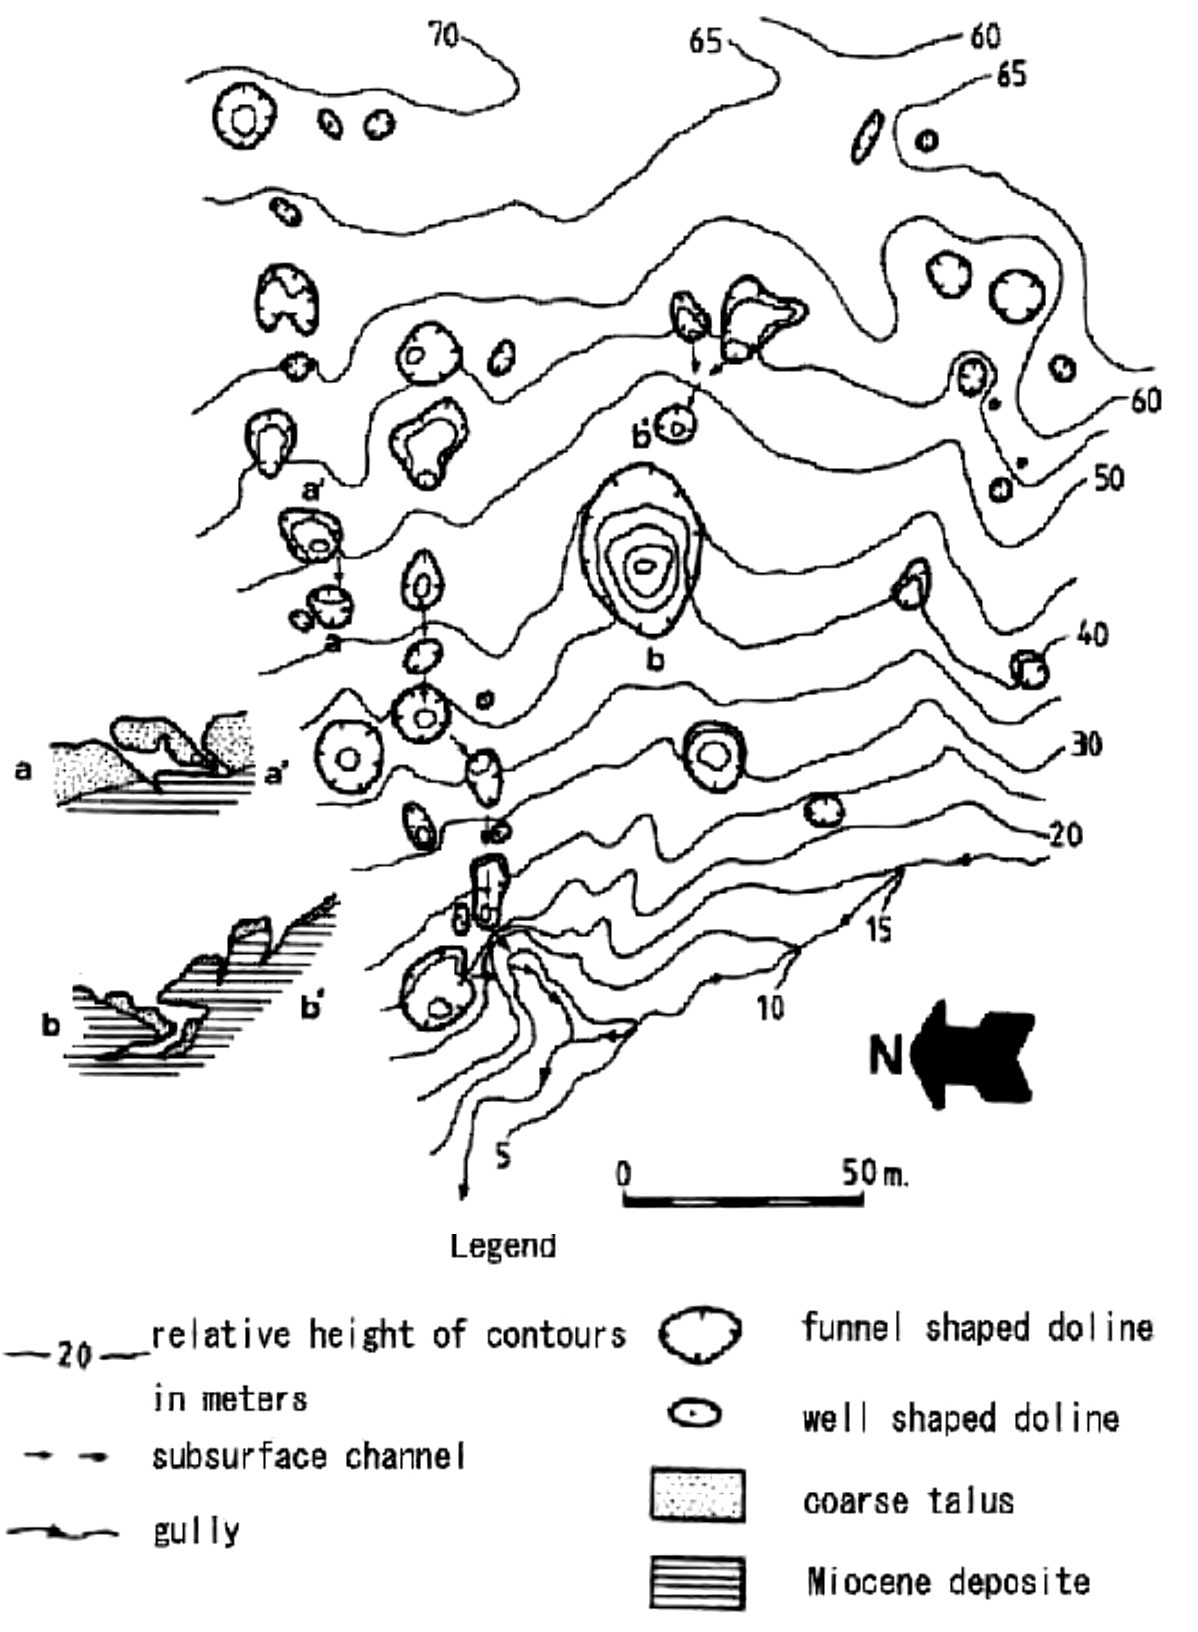 70
65
60
65
60
50
b'
a'
a
b
40
a
a'
30
20
15
b
b'
10
N
5
0
50 m.
Legend
20
relative height of contours
in meters
subsurface channel
gully
funnel shaped doline
well shaped doline
coarse talus
Miocene deposite